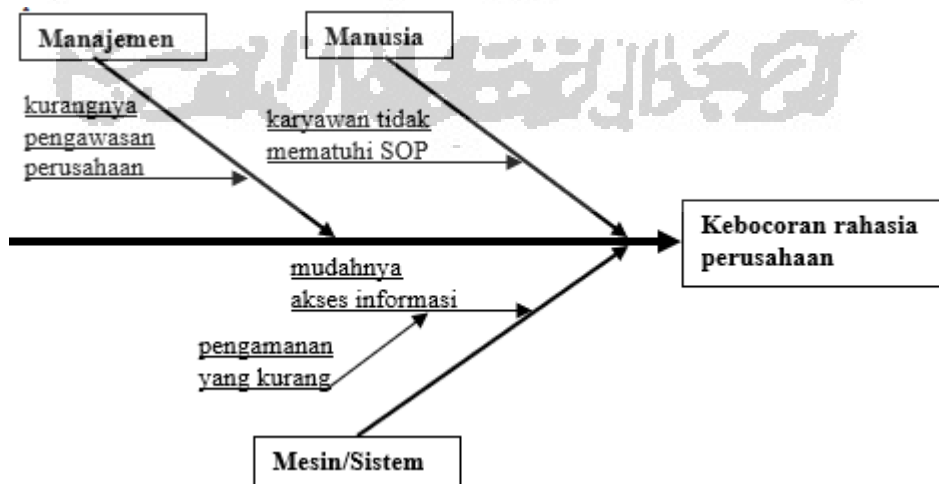 Manajemen
Manusia
kurangnya
pengawasan
perusahaan
karyawan tidak
mematuhi SOP
Kebocoran rahasia
perusahaan
mudahnya
akses informasi
pengamanan
yang kurang
Mesin/Sistem